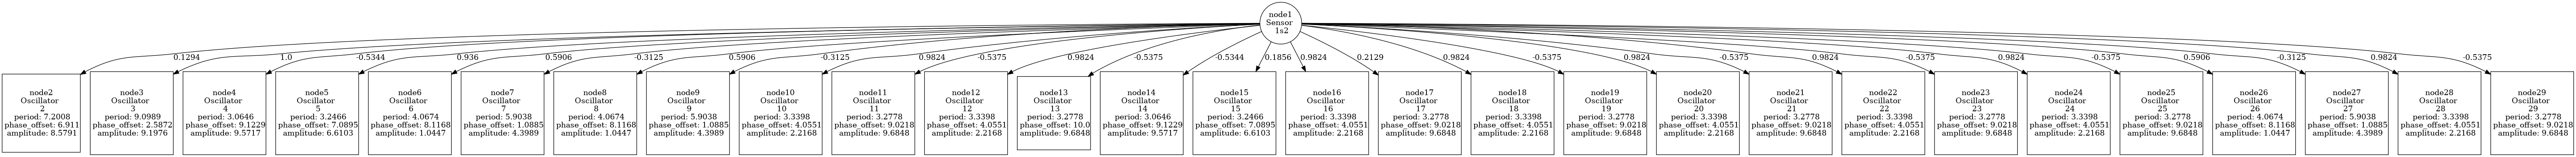 node1
Sensor
1s2
0.1294
1.0
-0.5344
0.936
0.5906
-0.3125
0.5906
-0.3125
0.9824
-0.5375
0.9824
-0.5375
-0.5344
0.1856
0.9824
0.2129
0.9824
-0.5375
0.9824
-0.5375
0.9824
-0.5375
0.9824
-0.5375
0.5906
-0.3125
0.9824
-0.5375
node2
Oscillator
2
period: 7.2008
phase_offset: 6.911
amplitude: 8.5791
node3
Oscillator
3
period: 9.0989
phase_offset: 2.5872
amplitude: 9.1976
node4
Oscillator
4
period: 3.0646
phase_offset: 9.1229
amplitude: 9.5717
node5
Oscillator
5
period: 3.2466
phase_offset: 7.0895
amplitude: 6.6103
node6
Oscillator
6
period: 4.0674
phase_offset: 8.1168
amplitude: 1.0447
node7
Oscillator
7
period: 5.9038
phase_offset: 1.0885
amplitude: 4.3989
node8
Oscillator
8
period: 4.0674
phase_offset: 8.1168
amplitude: 1.0447
node9
Oscillator
9
period: 5.9038
phase_offset: 1.0885
amplitude: 4.3989
node10
Oscillator
10
period: 3.3398
phase_offset: 4.0551
amplitude: 2.2168
node11
Oscillator
11
period: 3.2778
phase_offset: 9.0218
amplitude: 9.6848
node12
Oscillator
12
period: 3.3398
phase_offset: 4.0551
amplitude: 2.2168
node13
Oscillator
13
period: 3.2778
phase_offset: 10.0
amplitude: 9.6848
node14
Oscillator
14
period: 3.0646
phase_offset: 9.1229
amplitude: 9.5717
node15
Oscillator
15
period: 3.2466
phase_offset: 7.0895
amplitude: 6.6103
node16
Oscillator
16
period: 3.3398
phase_offset: 4.0551
amplitude: 2.2168
node17
Oscillator
17
period: 3.2778
phase_offset: 9.0218
amplitude: 9.6848
node18
Oscillator
18
period: 3.3398
phase_offset: 4.0551
amplitude: 2.2168
node19
Oscillator
19
period: 3.2778
phase_offset: 9.0218
amplitude: 9.6848
node20
Oscillator
20
period: 3.3398
phase_offset: 4.0551
amplitude: 2.2168
node21
Oscillator
21
period: 3.2778
phase_offset: 9.0218
amplitude: 9.6848
node22
Oscillator
22
period: 3.3398
phase_offset: 4.0551
amplitude: 2.2168
node23
Oscillator
23
period: 3.2778
phase_offset: 9.0218
amplitude: 9.6848
node24
Oscillator
24
period: 3.3398
phase_offset: 4.0551
amplitude: 2.2168
node25
Oscillator
25
period: 3.2778
phase_offset: 9.0218
amplitude: 9.6848
node26
Oscillator
26
period: 4.0674
phase_offset: 8.1168
amplitude: 1.0447
node27
Oscillator
27
period: 5.9038
phase_offset: 1.0885
amplitude: 4.3989
node28
Oscillator
28
period: 3.3398
phase_offset: 4.0551
amplitude: 2.2168
node29
Oscillator
29
period: 3.2778
phase_offset: 9.0218
amplitude: 9.6848